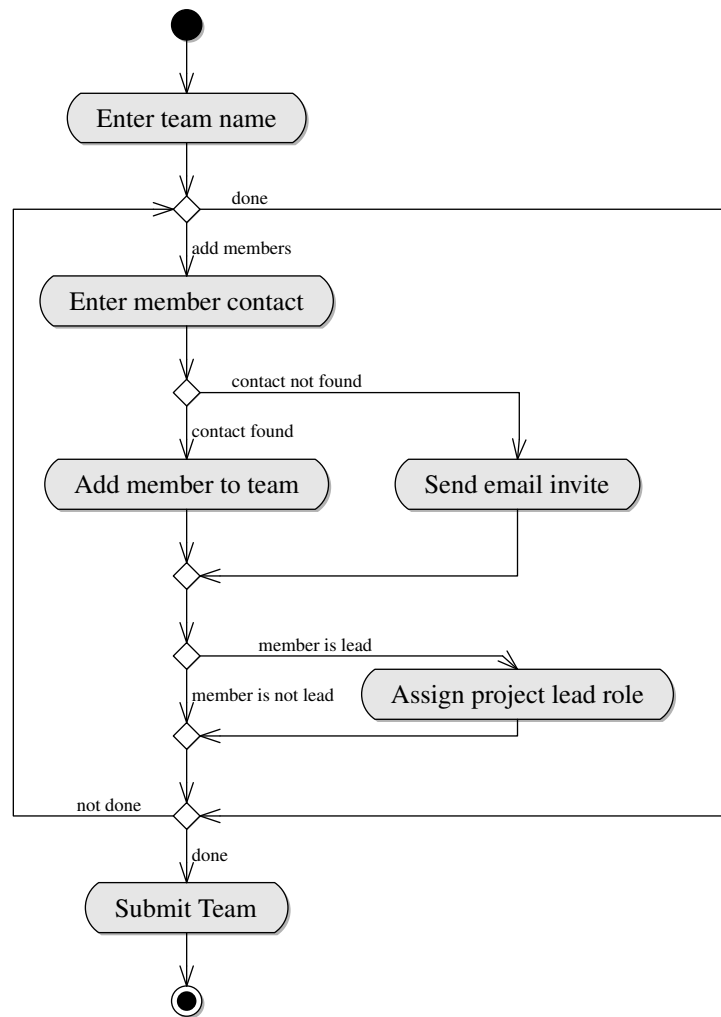 Enter team name
done
add members
Enter member contact
contact not found
contact found
Add member to team
Send email invite
member is lead
Assign project lead role
member is not lead
not done
done
Submit Team